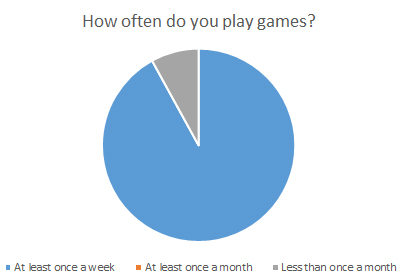 How often do you play games?
At least once a week At least once a month Less than once a month